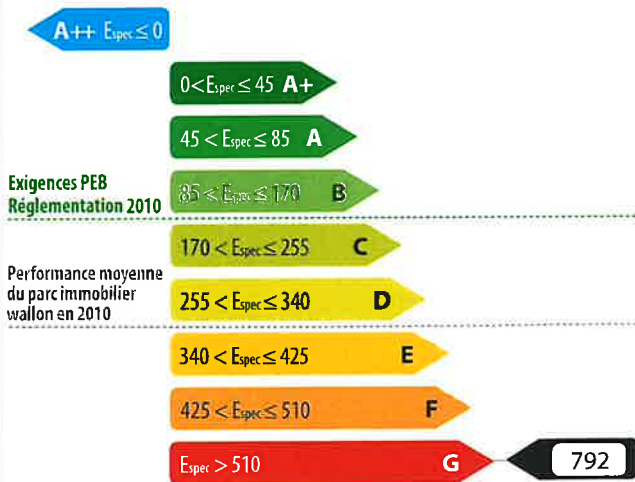 A++ Espec ≤ 0
0 < Espec ≤ 45 A+
45 < Espec ≤ 85 A
Exigences PEB
Réglementation 2010
85 < Espec ≤ 170 B
170 < Espec ≤ 255 C
Performance moyenne
du parc immobilier
wallon en 2010
255 < Espec ≤ 340 D
340 < Espec ≤ 425 E
425 < Espec ≤ 510 F
Espec > 510 G 792